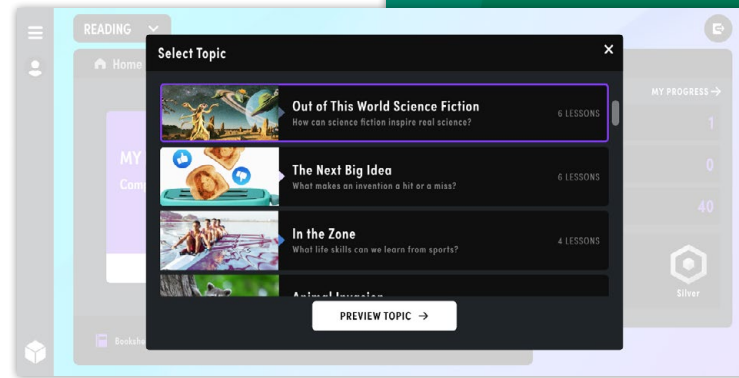 READING
Select Topic
Home
MY PROGRESS →
Out of This World Science Fiction
How can science fiction inspire real science?
6 LESSONS
1
MY
The Next Big Idea
What makes an invention a hit or a miss?
6 LESSONS
0
40
In the Zone
What life skills can we learn from sports?
4 LESSONS
Animal Invasion
Silver
PREVIEW TOPIC →